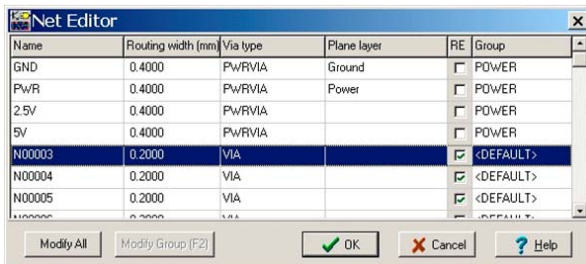 Net Editor
Name Routing width (mm) Via type Plane layer RE Group
GND 0.4000 PWRVIA Ground POWER
PWR 0.4000 PWRVIA Power POWER
2.5V 0.4000 PWRVIA POWER
5V 0.4000 PWRVIA POWER
N00003 0.2000 VIA <DEFAULT>
N00004 0.2000 VIA <DEFAULT>
N00005 0.2000 VIA <DEFAULT>
Modify All Modify Group (F2) OK Cancel Help